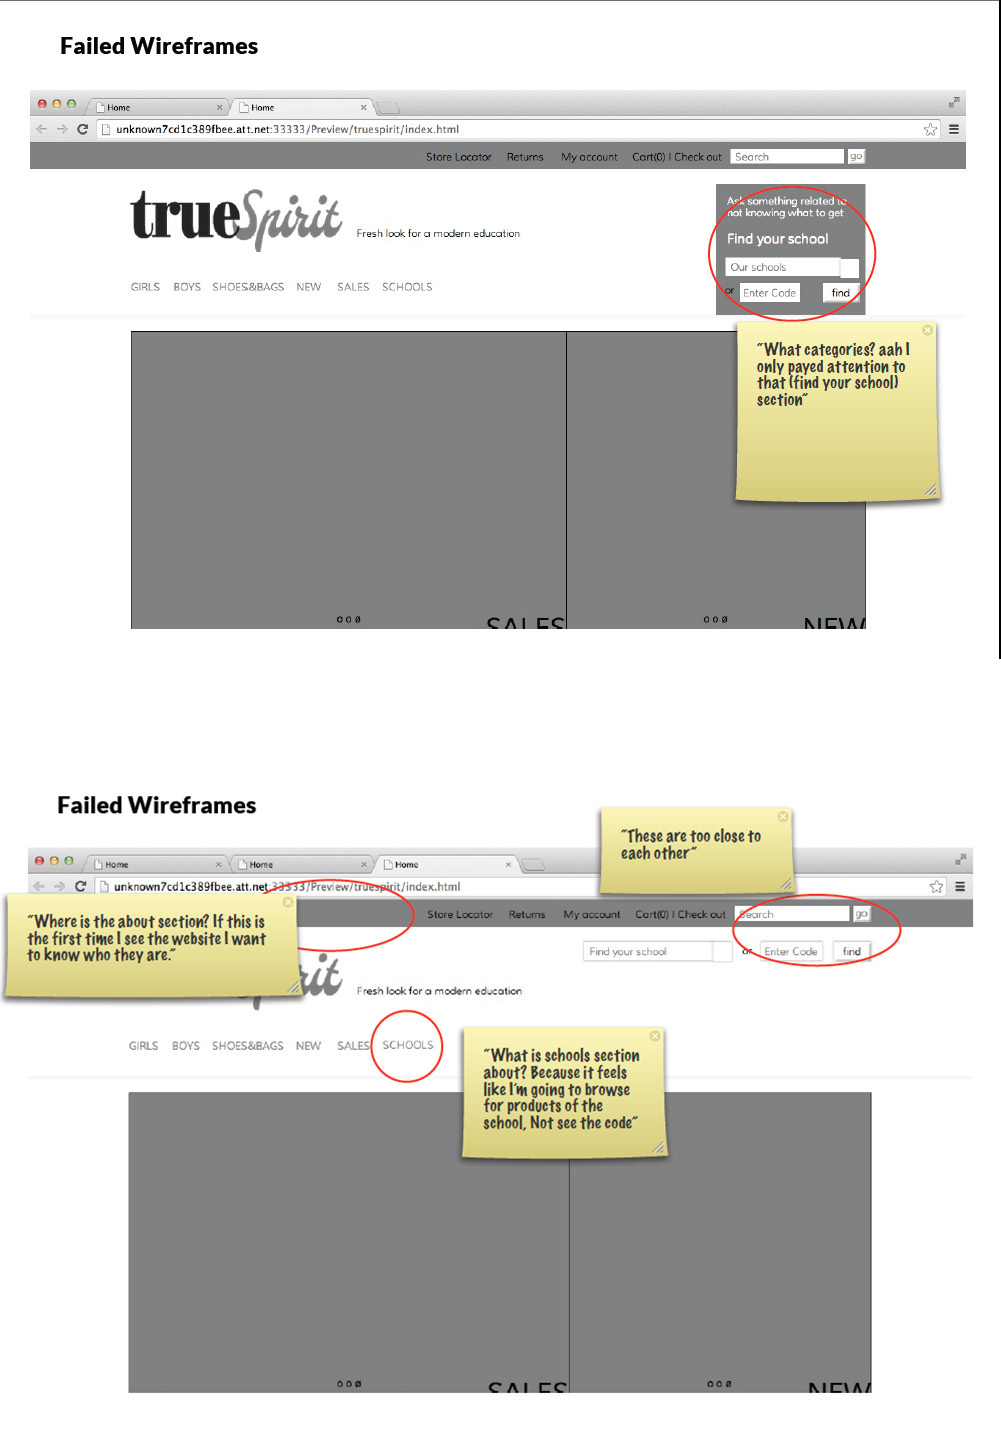 Failed Wireframes
Home
Home
unknown7cd1c389fbee.att.net:33333/Preview/truespirit/index.html
Store Locator Returns My account Cart(0) | Check out Search go
trueSpirit Fresh look for a modern education
Ask something related to
not knowing what to get
Find your school
Our schools
or Enter Code find
GIRLS BOYS SHOES&BAGS NEW SALES SCHOOLS
"What categories? aah I
only payed attention to
that (find your school)
section"
SALES
NEW
Failed Wireframes
"These are too close to
each other"
Home
Home
Home
unknown7cd1c389fbee.att.net:33333/Preview/truespirit/index.html
"Where is the about section? If this is
the first time I see the website I want
to know who they are."
Store Locator Returns My account Cart(0) | Check out Search go
Find your school or Enter Code find
Spirit Fresh look for a modern education
GIRLS BOYS SHOES&BAGS NEW SALES SCHOOLS
"What is schools section
about? Because it feels
like I'm going to browse
for products of the
school, Not see the code"
SALES
NEW